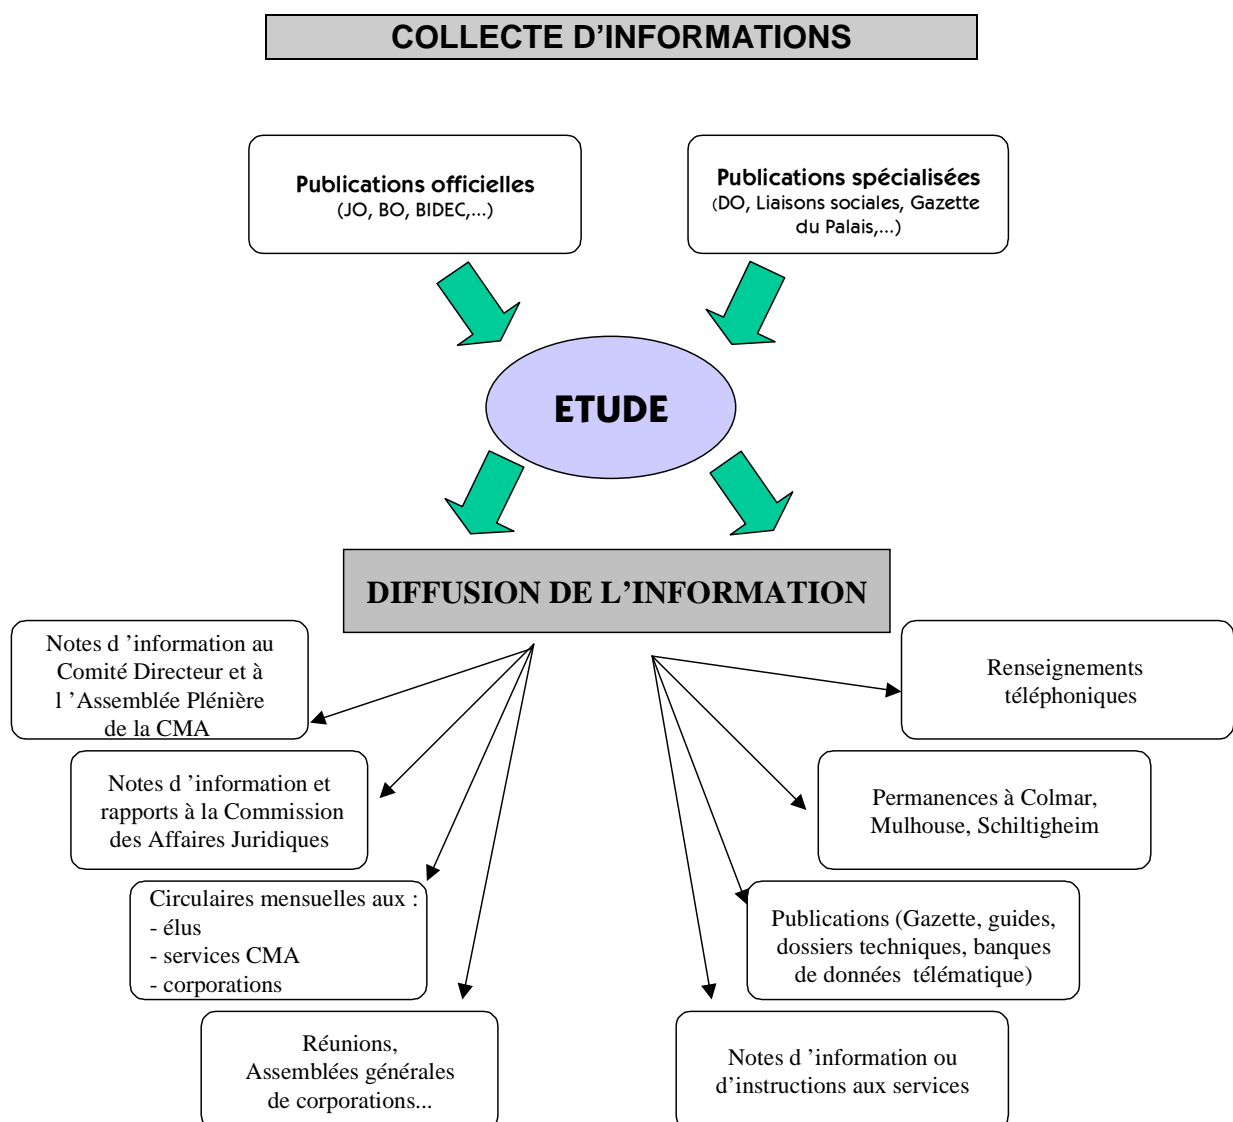 COLLECTE D’INFORMATIONS
Publications officielles
(JO, BO, BIDEC,...)
Publications spécialisées
(DO, Liaisons sociales, Gazette
du Palais,...)
ETUDE
DIFFUSION DE L’INFORMATION
Notes d ’information au
Comité Directeur et à
l ’Assemblée Plénière
de la CMA
Renseignements
téléphoniques
Notes d ’information et
rapports à la Commission
des Affaires Juridiques
Permanences à Colmar,
Mulhouse, Schiltigheim
Circulaires mensuelles aux :
- élus
- services CMA
- corporations
Publications (Gazette, guides,
dossiers techniques, banques
de données  télématique)
Réunions,
Assemblées générales
de corporations...
Notes d ’information ou
d’instructions aux services